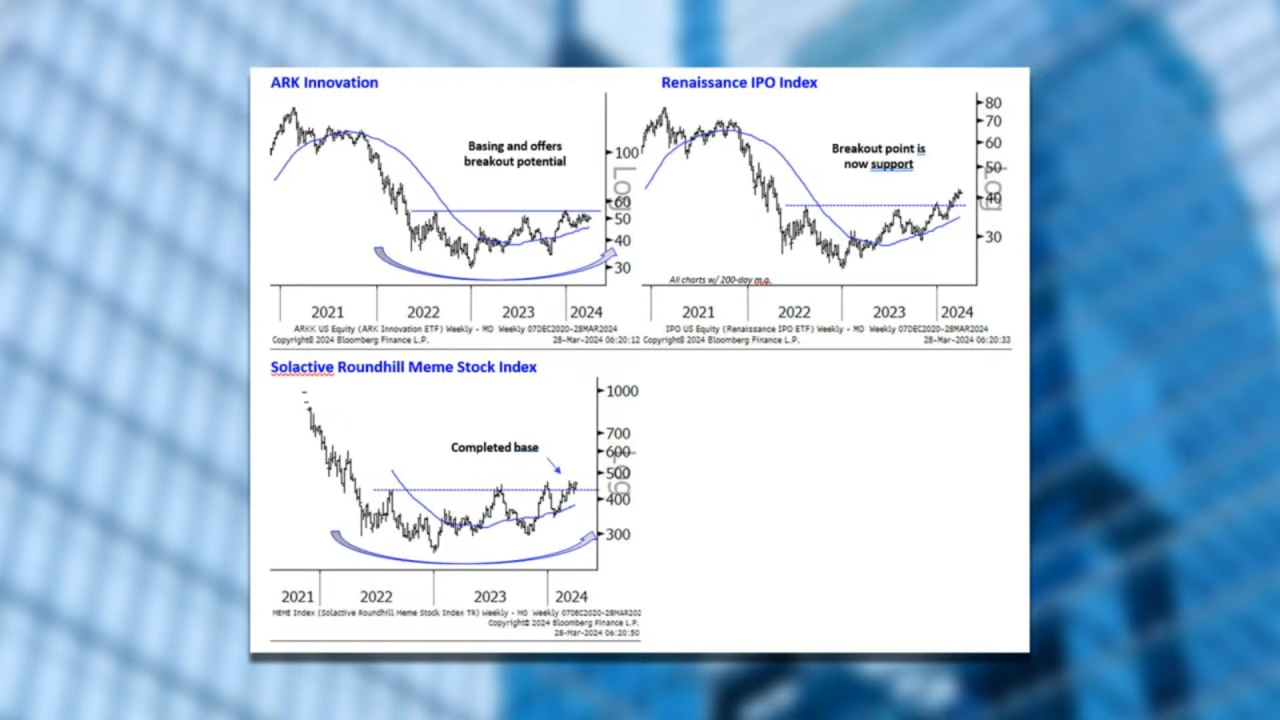 ARK Innovation
Basing and offers
breakout potential
100
60
50
40
30
Log
2021 2022 2023 2024
ARKK US Equity (ARK Innovation ETF) Weekly - MO Weekly 07DEC2020-28MAR2024
Copyright© 2024 Bloomberg Finance L.P. 28-Mar-2024 06:20:12
Renaissance IPO Index
Breakout point is
now support
80
70
60
50
40
30
Log
All charts w/ 200-day m.a.
2021 2022 2023 2024
IPO US Equity (Renaissance IPO ETF) Weekly - MO Weekly 07DEC2020-28MAR2024
Copyright© 2024 Bloomberg Finance L.P. 28-Mar-2024 06:20:33
Solactive Roundhill Meme Stock Index
Completed base
1000
700
600
500
400
300
2021 2022 2023 2024
MEME Index (Solactive Roundhill Meme Stock Index TR) Weekly - MO Weekly 07DEC2020-28MAR202
Copyright© 2024 Bloomberg Finance L.P.
28-Mar-2024 06:20:50